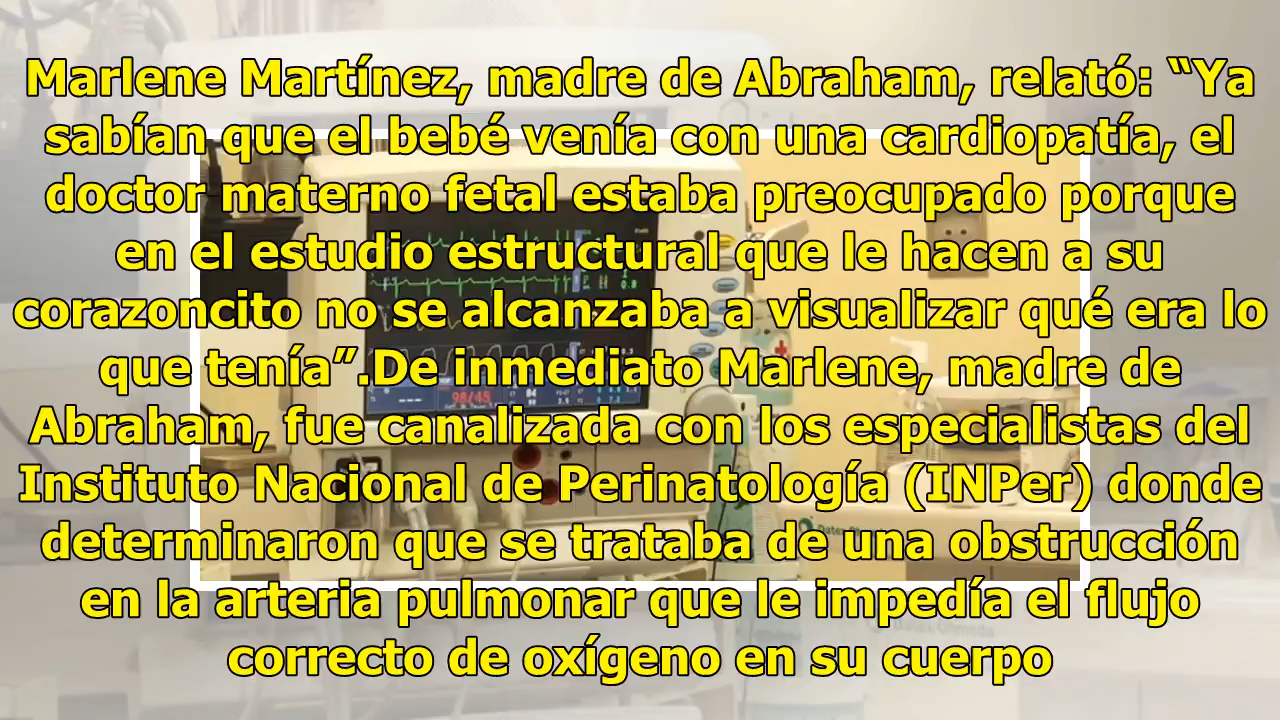 Marlene Martínez, madre de Abraham, relató: “Ya
sabían que el bebé venía con una cardiopatía, el
doctor materno fetal estaba preocupado porque
en el estudio estructural que le hacen a su
corazoncito no se alcanzaba a visualizar qué era lo
que tenía”.De inmediato Marlene, madre de
Abraham, fue canalizada con los especialistas del
Instituto Nacional de Perinatología (INPer) donde
determinaron que se trataba de una obstrucción
en la arteria pulmonar que le impedía el flujo
correcto de oxígeno en su cuerpo
98/45